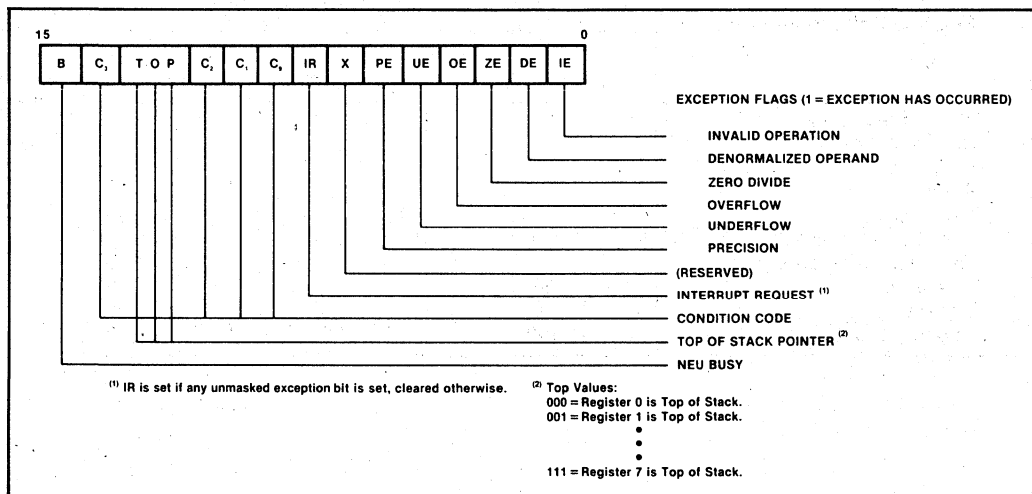 15 0
B C₃ T O P C₂ C₁ C₀ IR X PE UE OE ZE DE IE
EXCEPTION FLAGS (1 = EXCEPTION HAS OCCURRED)
INVALID OPERATION
DENORMALIZED OPERAND
ZERO DIVIDE
OVERFLOW
UNDERFLOW
PRECISION
(RESERVED)
INTERRUPT REQUEST (1)
CONDITION CODE
TOP OF STACK POINTER (2)
NEU BUSY
(1) IR is set if any unmasked exception bit is set, cleared otherwise.
(2) Top Values:
000 = Register 0 is Top of Stack.
001 = Register 1 is Top of Stack.
•
•
•
111 = Register 7 is Top of Stack.